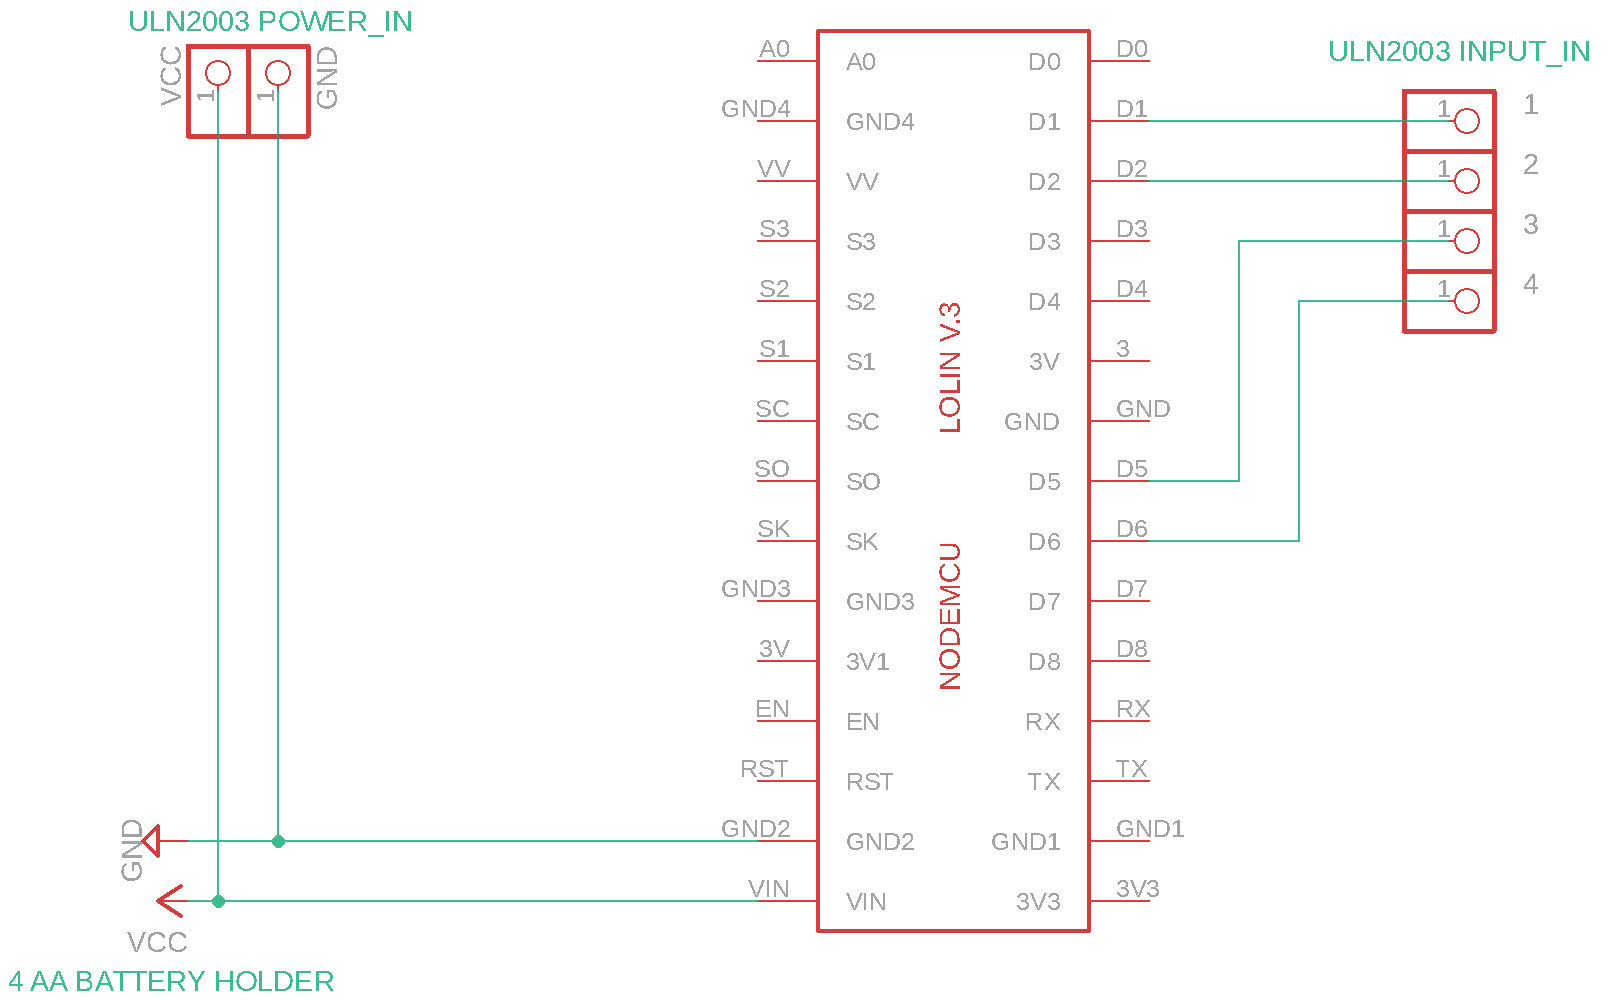 ULN2003 POWER_IN
VCC
1
1
GND
A0
GND4
VV
S3
S2
S1
SC
SO
SK
GND3
3V
EN
RST
GND2
VIN
A0
GND4
VV
S3
S2
S1
SC
SO
SK
GND3
3V1
EN
RST
GND2
VIN
LOLIN V.3
NODEMCU
D0
D1
D2
D3
D4
3V
GND
D5
D6
D7
D8
RX
TX
GND1
3V3
D0
D1
D2
D3
D4
3
GND
D5
D6
D7
D8
RX
TX
GND1
3V3
ULN2003 INPUT_IN
1 1
1 2
1 3
1 4
GND
VCC
4 AA BATTERY HOLDER